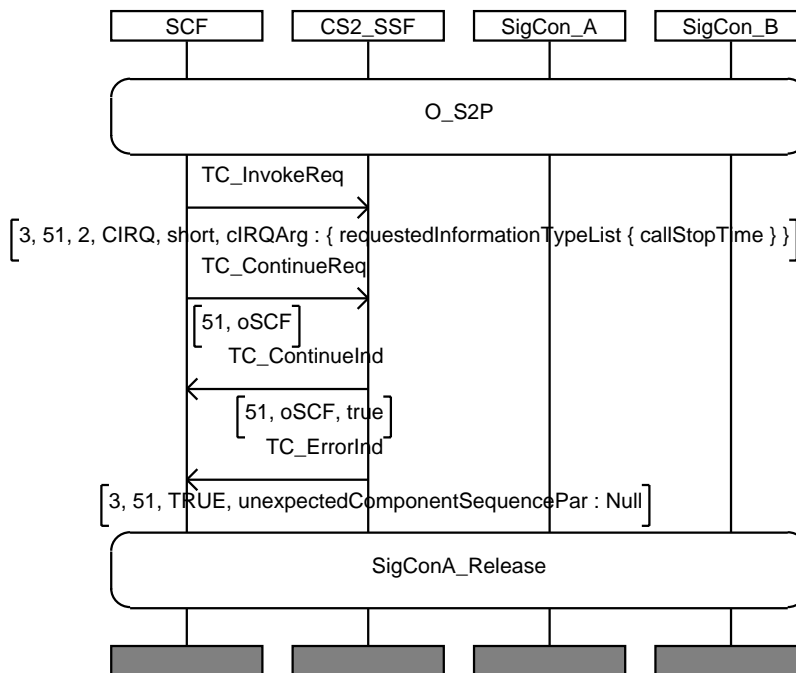 SCF CS2_SSF SigCon_A SigCon_B
O_S2P
TC_InvokeReq
[3, 51, 2, CIRQ, short, cIRQArg : { requestedInformationTypeList { callStopTime } }]
TC_ContinueReq
[51, oSCF]
TC_ContinueInd
[51, oSCF, true]
TC_ErrorInd
[3, 51, TRUE, unexpectedComponentSequencePar : Null]
SigConA_Release